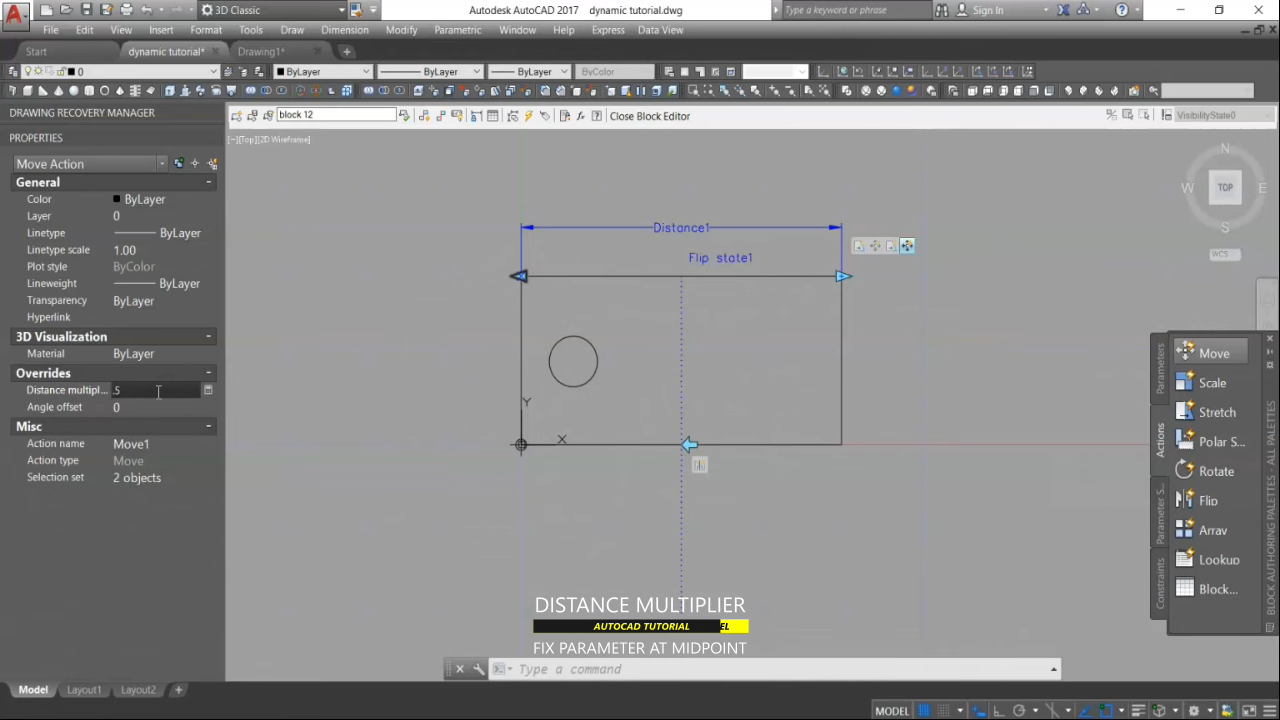 3D Classic
Autodesk AutoCAD 2017 dynamic tutorial.dwg
Type a keyword or phrase
Sign In
File Edit View Insert Format Tools Draw Dimension Modify Parametric Window Help Express Data View
Start dynamic tutorial* Drawing1*
0 ByLayer ByLayer ByLayer ByColor
DRAWING RECOVERY MANAGER
block 12 Close Block Editor VisibilityState0
PROPERTIES
[−][Top][2D Wireframe]
Move Action
General
Color ByLayer
Layer 0
Linetype ByLayer
Linetype scale 1.00
Plot style ByColor
Lineweight ByLayer
Transparency ByLayer
Hyperlink
3D Visualization
Material ByLayer
Overrides
Distance multipl... .5
Angle offset 0
Misc
Action name Move1
Action type Move
Selection set 2 objects
Distance1
Flip state1
Y
X
N
W TOP E
S
WCS
Parameters
Actions
Parameter S...
Constraints
Move
Scale
Stretch
Polar S...
Rotate
Flip
Array
Lookup
Block...
BLOCK AUTHORING PALETTES - ALL PALETTES
DISTANCE MULTIPLIER
AUTOCAD TUTORIAL EL
FIX PARAMETER AT MIDPOINT
Type a command
Model Layout1 Layout2
MODEL